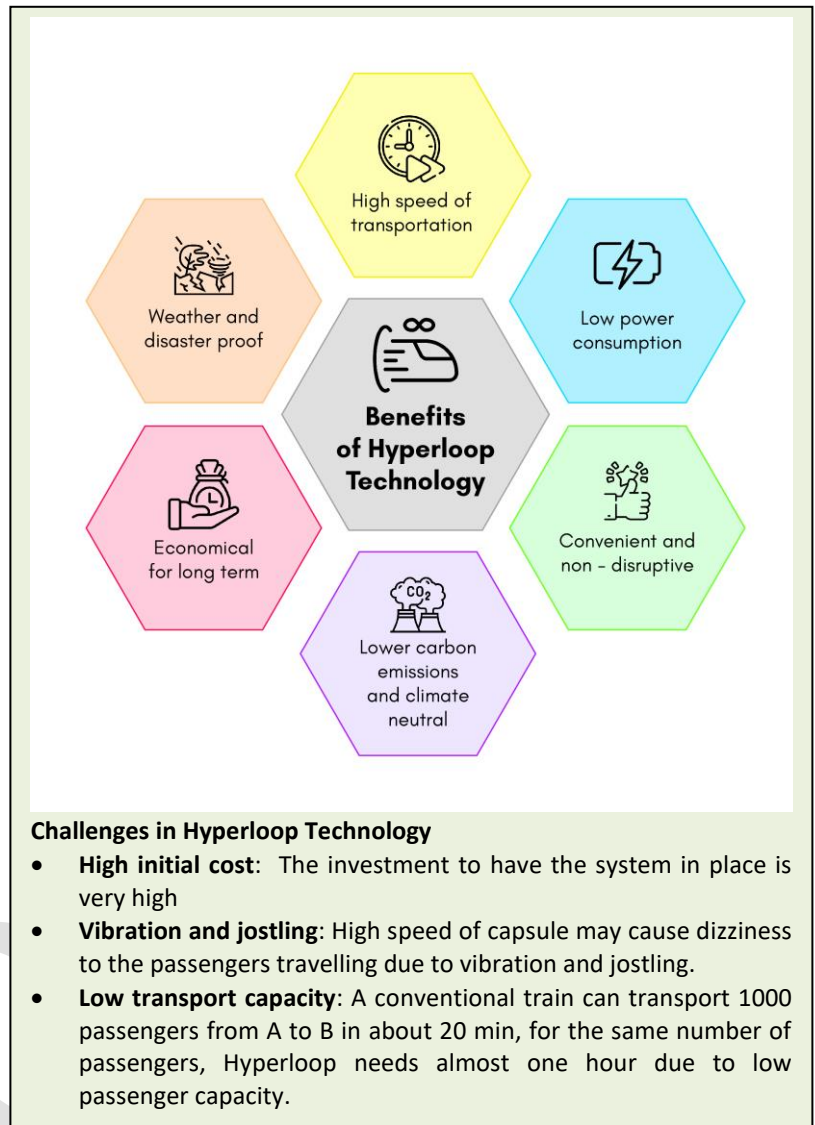 High speed of
transportation
Weather and
disaster proof
Low power
consumption
Benefits
of Hyperloop
Technology
Economical
for long term
Convenient and
non - disruptive
CO2
Lower carbon
emissions
and climate
neutral
Challenges in Hyperloop Technology
• High initial cost: The investment to have the system in place is
very high
• Vibration and jostling: High speed of capsule may cause dizziness
to the passengers travelling due to vibration and jostling.
• Low transport capacity: A conventional train can transport 1000
passengers from A to B in about 20 min, for the same number of
passengers, Hyperloop needs almost one hour due to low
passenger capacity.